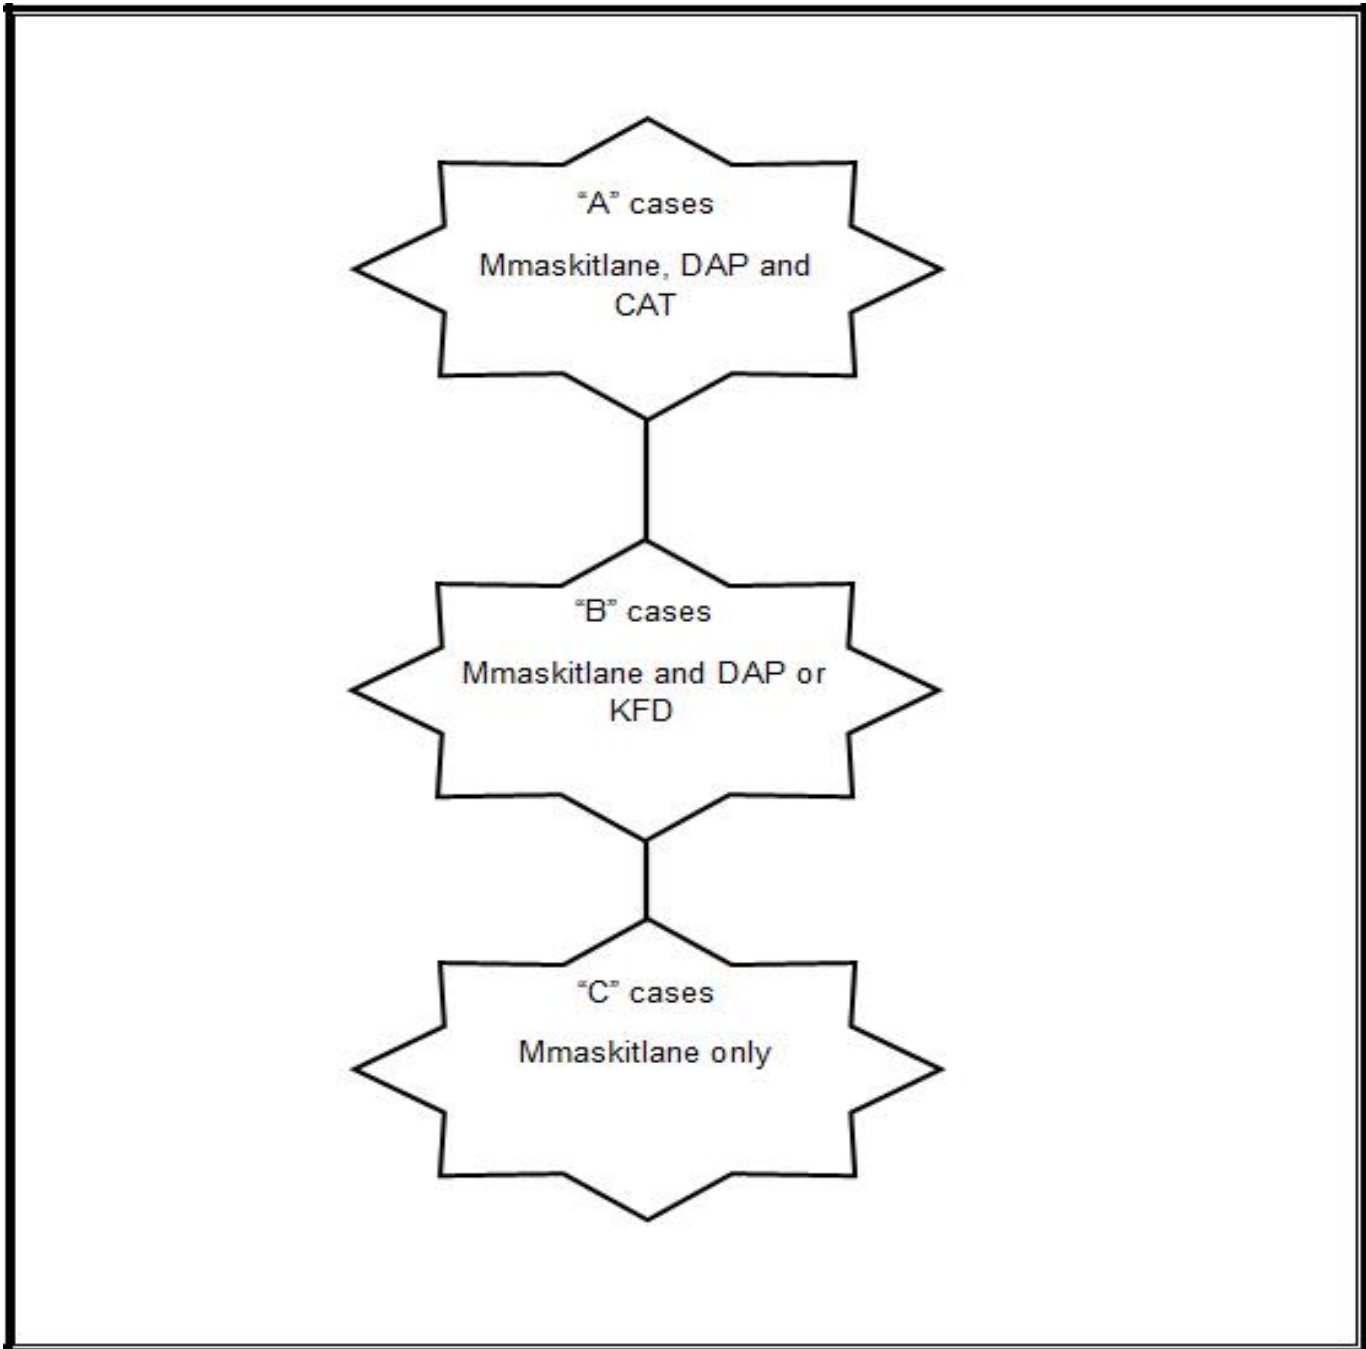 “A” cases
Mmaskitlane, DAP and
CAT
“B” cases
Mmaskitlane and DAP or
KFD
“C” cases
Mmaskitlane only